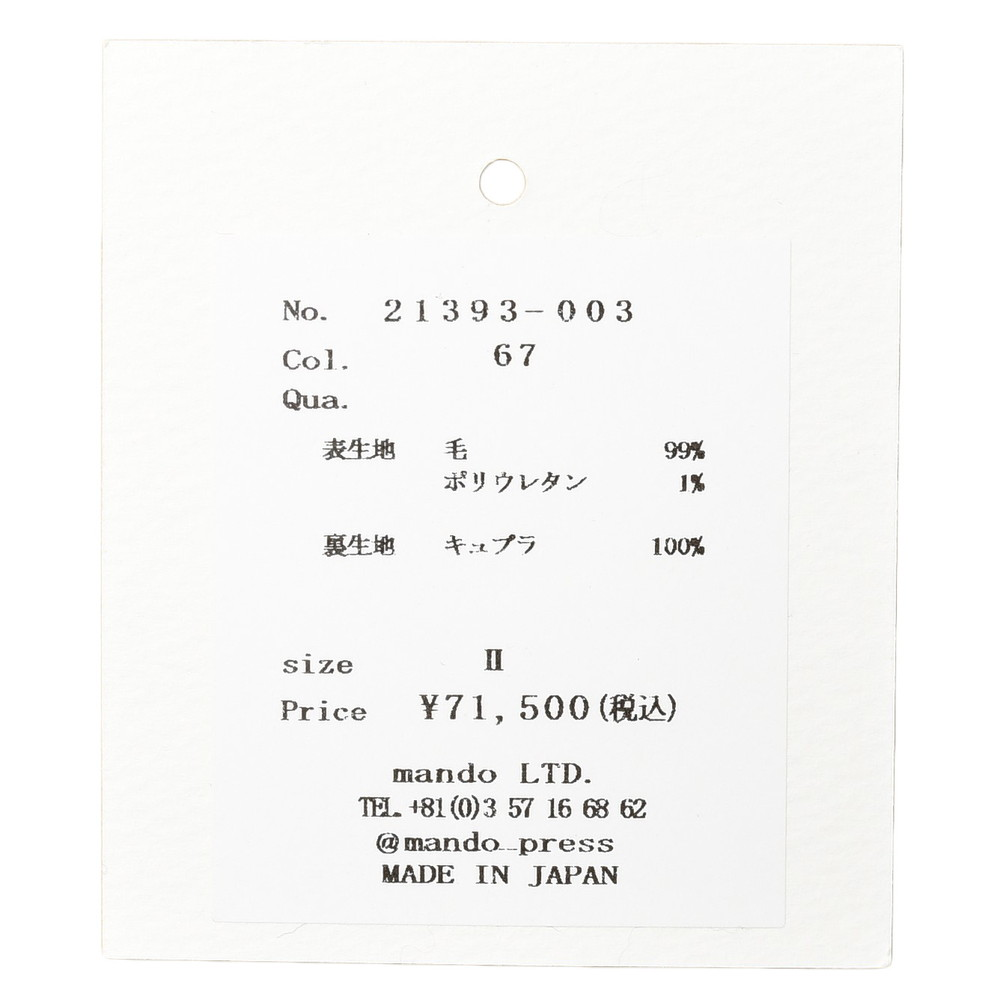 No. 21393-003
Col. 67
Qua.
表生地 毛 99%
ポリウレタン 1%
裏生地 キュプラ 100%
size Ⅱ
Price ¥71,500(税込)
mando LTD.
TEL. +81(0)3 57 16 68 62
@mando_press
MADE IN JAPAN